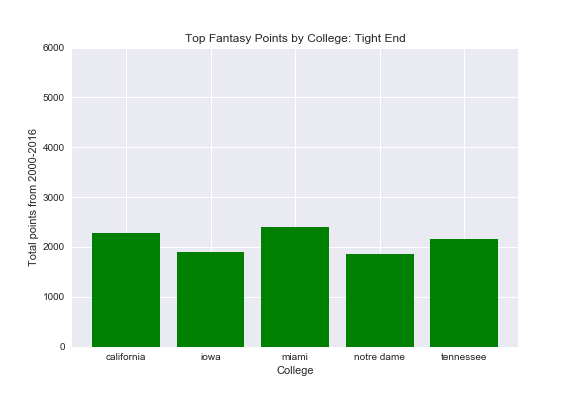 Top Fantasy Points by College: Tight End
6000
5000
4000
3000
2000
1000
0
Total points from 2000-2016
california iowa miami notre dame tennessee
College